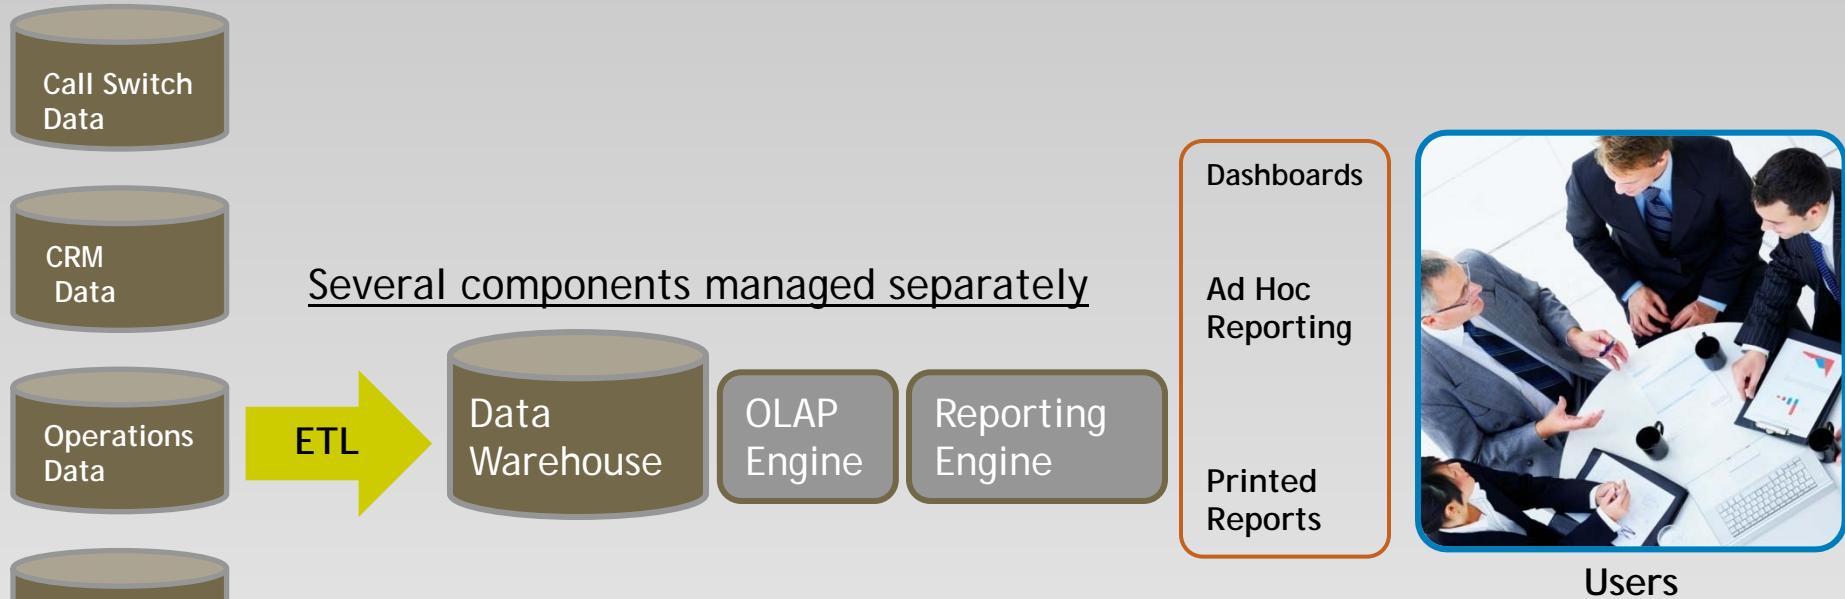 Call Switch
Data
CRM
Data
Operations
Data
Several components managed separately
ETL
Data
Warehouse
OLAP
Engine
Reporting
Engine
Dashboards
Ad Hoc
Reporting
Printed
Reports
Users